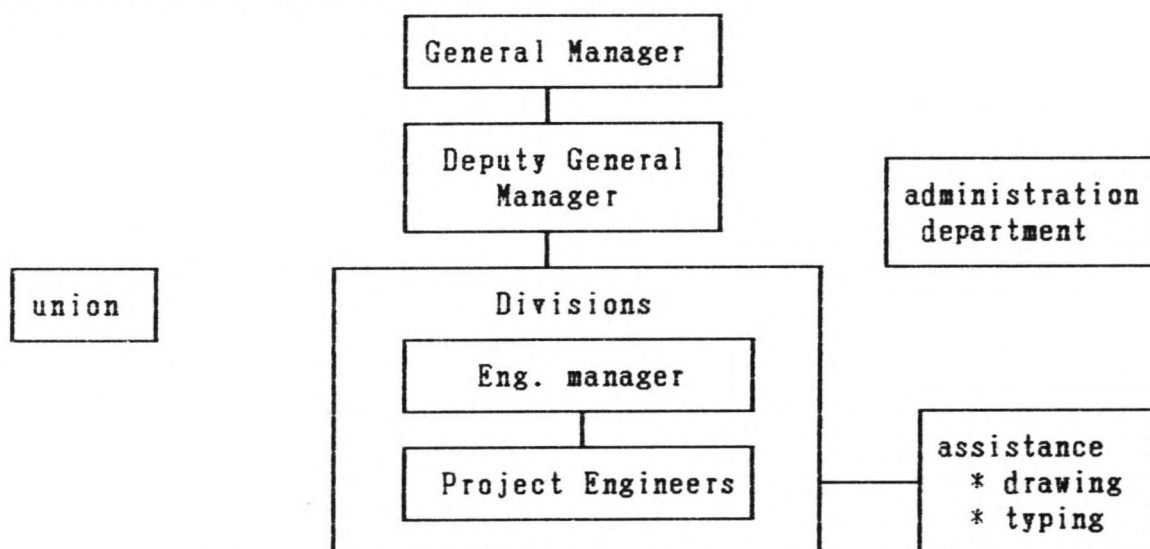 General Manager
Deputy General
Manager
administration
department
union
Divisions
Eng. manager
Project Engineers
assistance
* drawing
* typing